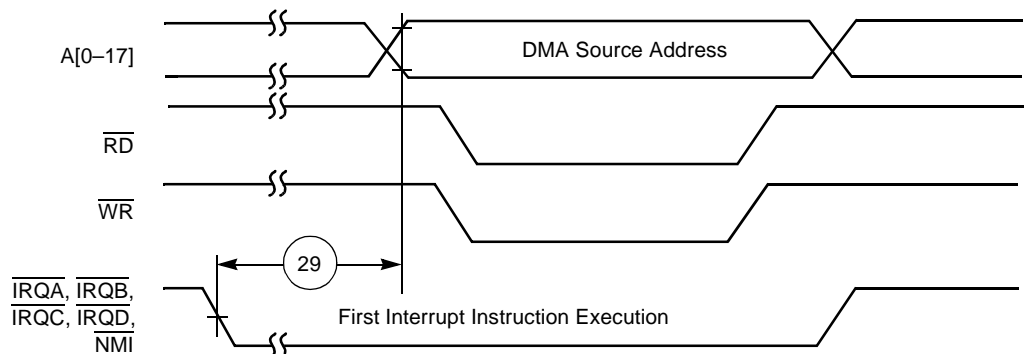 A[0–17]
DMA Source Address
RD
WR
29
IRQA, IRQB,
IRQC, IRQD,
NMI
First Interrupt Instruction Execution